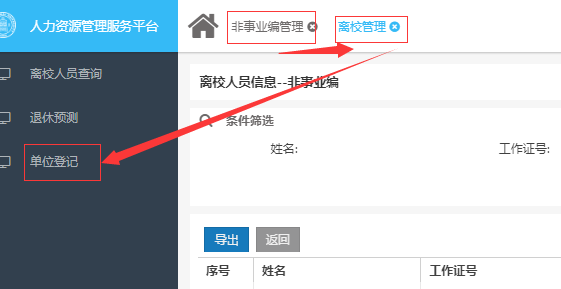 人力资源管理服务平台
非事业编管理
离校管理
离校人员查询
离校人员信息--非事业编
退休预测
条件筛选
单位登记
姓名:
工作证号:
导出
返回
序号
姓名
工作证号